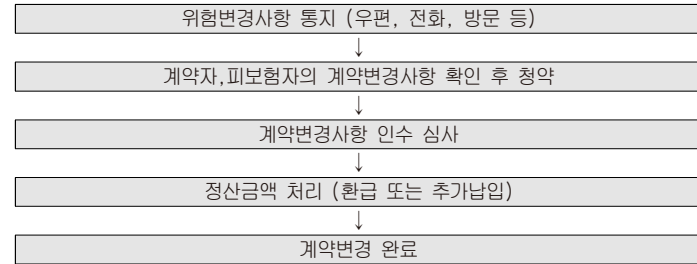 위험변경사항 통지 (우편, 전화, 방문 등)
↓
계약자,피보험자의 계약변경사항 확인 후 청약
↓
계약변경사항 인수 심사
↓
정산금액 처리 (환급 또는 추가납입)
↓
계약변경 완료